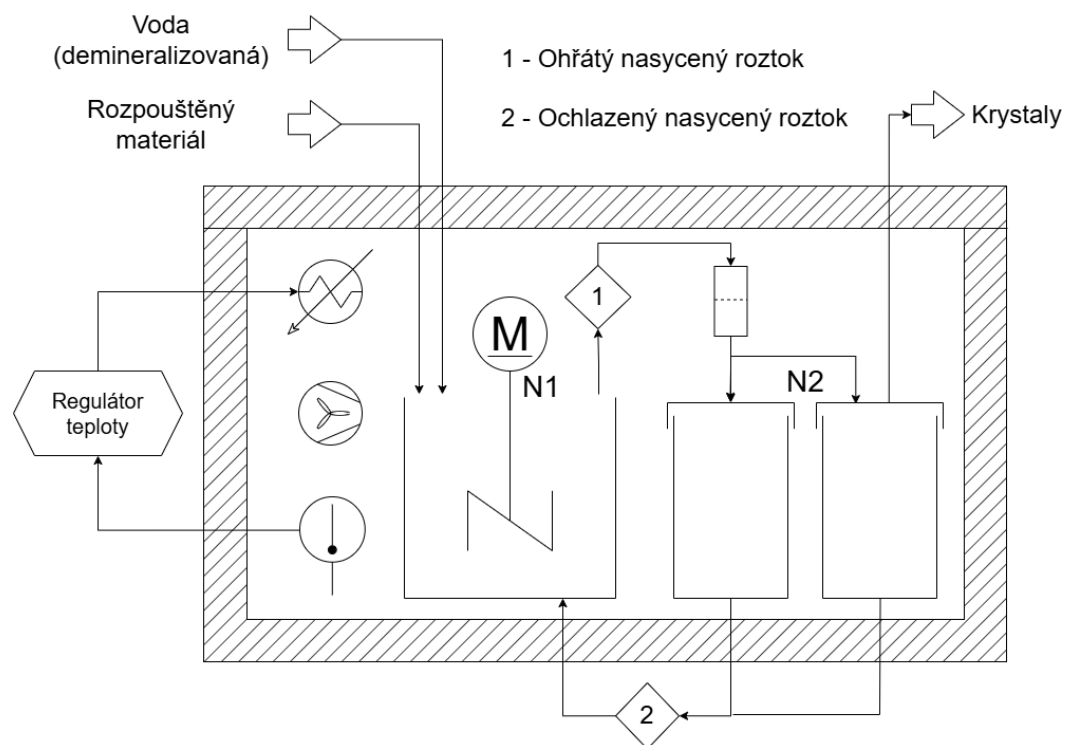 Voda
(demineralizovaná)
1 - Ohřátý nasycený roztok
Rozpouštěný
materiál
2 - Ochlazený nasycený roztok
Krystaly
1
M
N1
N2
Regulátor
teploty
2